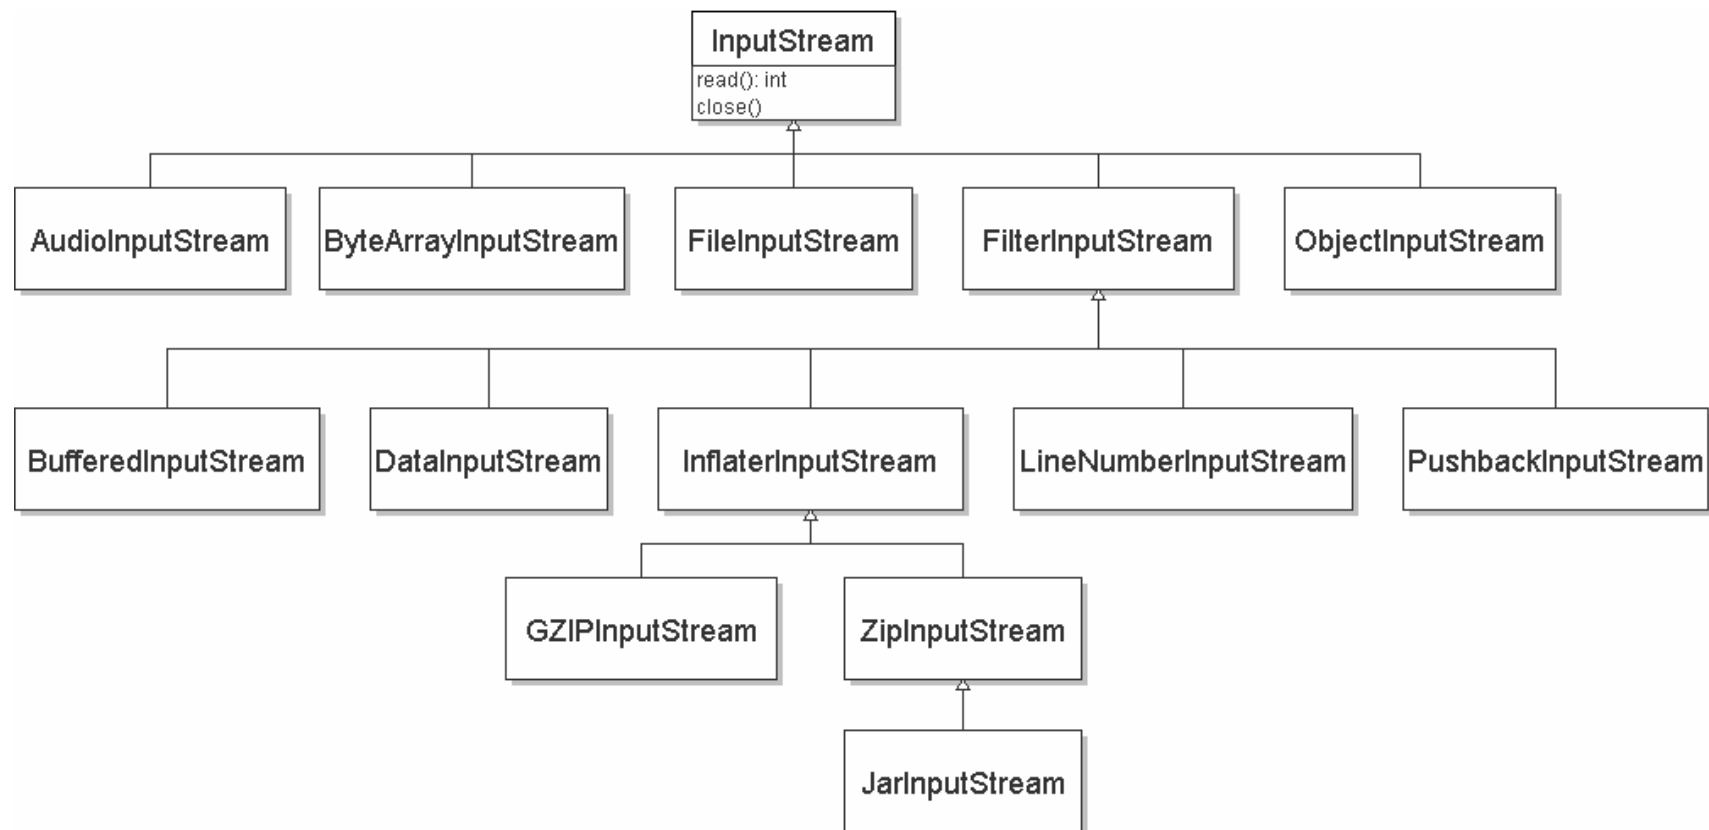 InputStream
read(): int
close()
AudioInputStream
ByteArrayInputStream
FileInputStream
FilterInputStream
ObjectInputStream
BufferedInputStream
DataInputStream
InflaterInputStream
LineNumberInputStream
PushbackInputStream
GZIPInputStream
ZipInputStream
JarInputStream